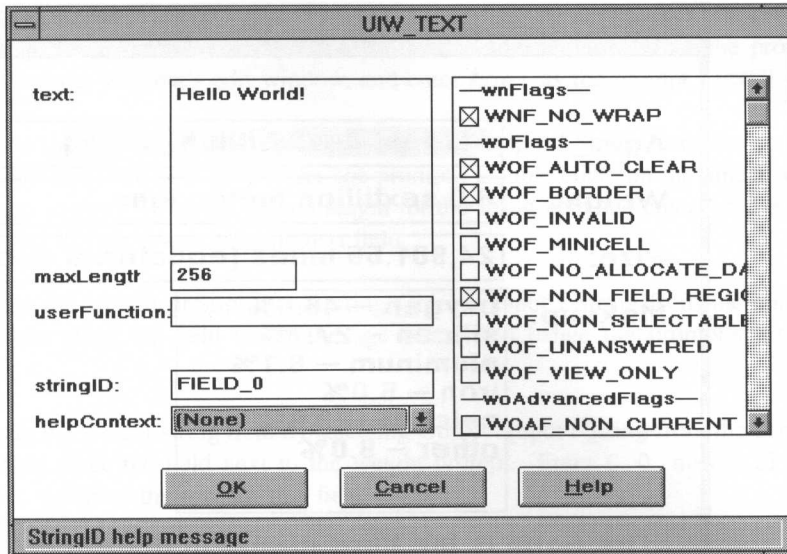 UIW_TEXT
text:
Hello World!
maxLength
256
userFunction:
stringID:
FIELD_0
helpContext:
(None)
—wnFlags—
WNF_NO_WRAP
—woFlags—
WOF_AUTO_CLEAR
WOF_BORDER
WOF_INVALID
WOF_MINICELL
WOF_NO_ALLOCATE_DA
WOF_NON_FIELD_REGIO
WOF_NON_SELECTABLE
WOF_UNANSWERED
WOF_VIEW_ONLY
—woAdvancedFlags—
WOAF_NON_CURRENT
OK
Cancel
Help
StringID help message